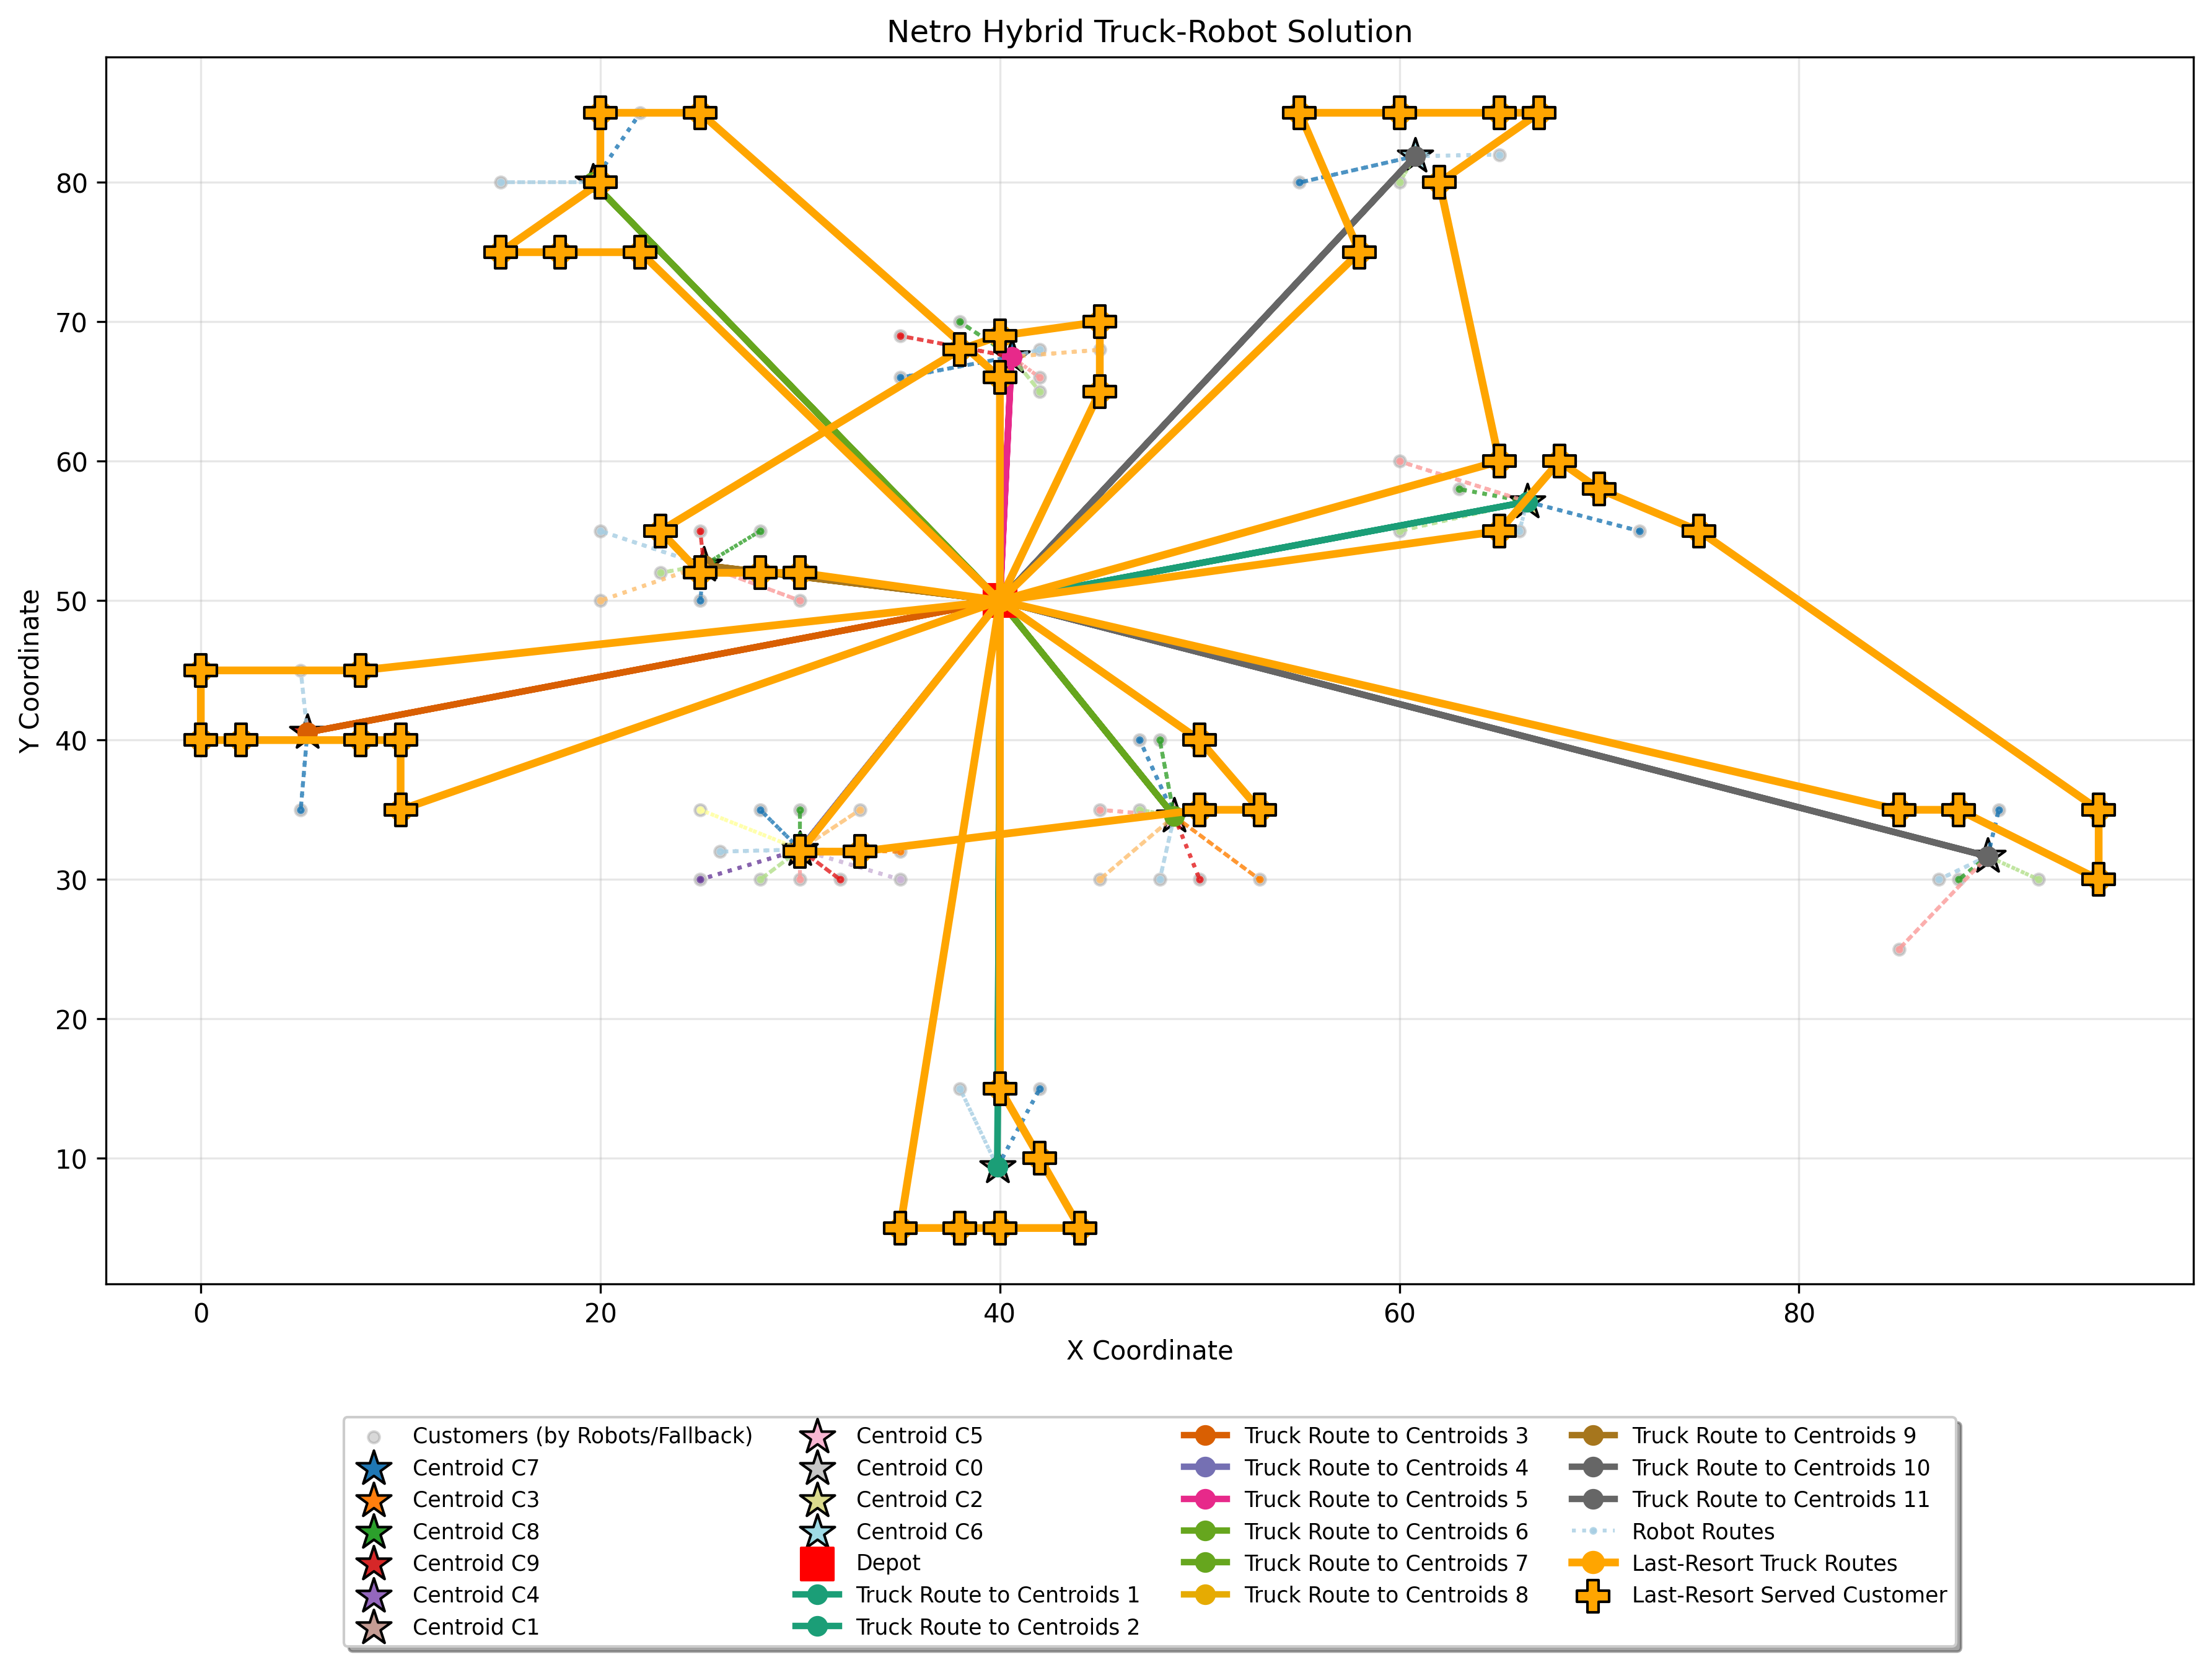 Netro Hybrid Truck-Robot Solution
Y Coordinate
80
70
60
50
40
30
20
10
0
20
40
60
80
X Coordinate
Customers (by Robots/Fallback)
Centroid C7
Centroid C3
Centroid C8
Centroid C9
Centroid C4
Centroid C1
Centroid C5
Centroid C0
Centroid C2
Centroid C6
Depot
Truck Route to Centroids 1
Truck Route to Centroids 2
Truck Route to Centroids 3
Truck Route to Centroids 4
Truck Route to Centroids 5
Truck Route to Centroids 6
Truck Route to Centroids 7
Truck Route to Centroids 8
Truck Route to Centroids 9
Truck Route to Centroids 10
Truck Route to Centroids 11
Robot Routes
Last-Resort Truck Routes
Last-Resort Served Customer